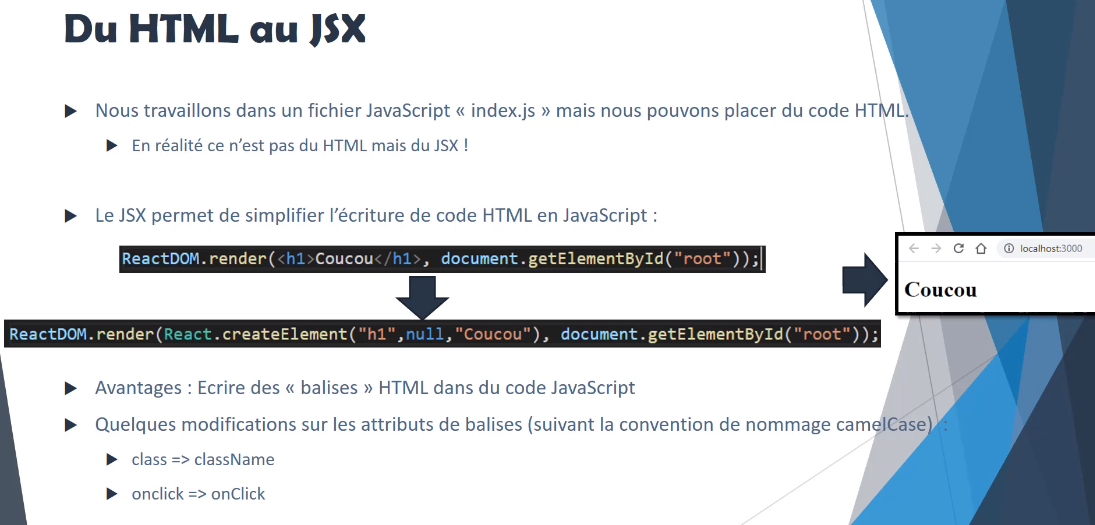 Du HTML au JSX
Nous travaillons dans un fichier JavaScript « index.js » mais nous pouvons placer du code HTML.
En réalité ce n'est pas du HTML mais du JSX !
Le JSX permet de simplifier l'écriture de code HTML en JavaScript :
ReactDOM.render(<h1>Coucou</h1>, document.getElementById("root"));
localhost:3000
Coucou
ReactDOM.render(React.createElement("h1",null,"Coucou"), document.getElementById("root"));
Avantages : Ecrire des « balises » HTML dans du code JavaScript
Quelques modifications sur les attributs de balises (suivant la convention de nommage camelCase) :
class => className
onclick => onClick